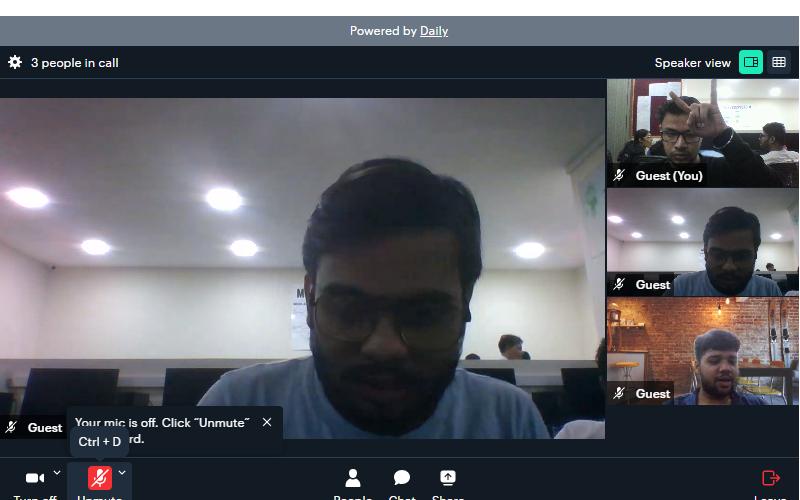 Powered by Daily
3 people in call
Speaker view
Guest (You)
Guest
Guest
Guest
Your mic is off. Click ˝Unmute˝
rd.
Ctrl + D
Turn off
Unmute
People
Chat
Share
Leave